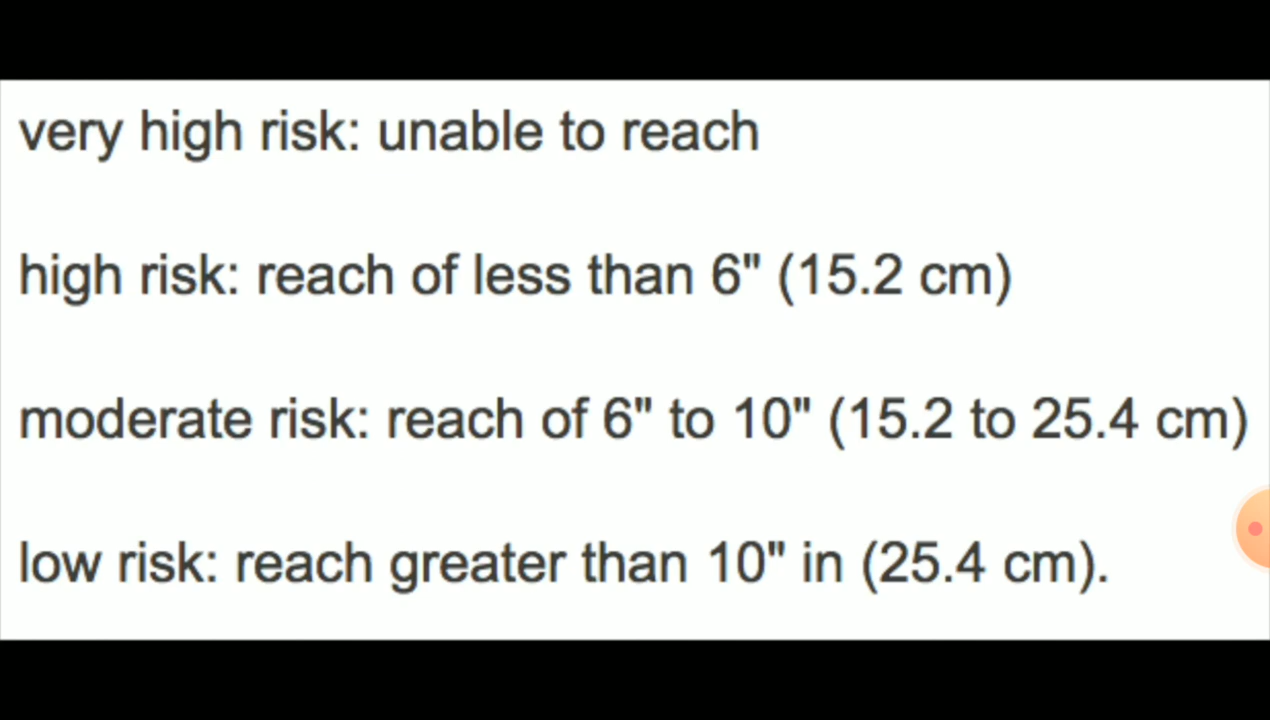 very high risk: unable to reach
high risk: reach of less than 6" (15.2 cm)
moderate risk: reach of 6" to 10" (15.2 to 25.4 cm)
low risk: reach greater than 10" in (25.4 cm).